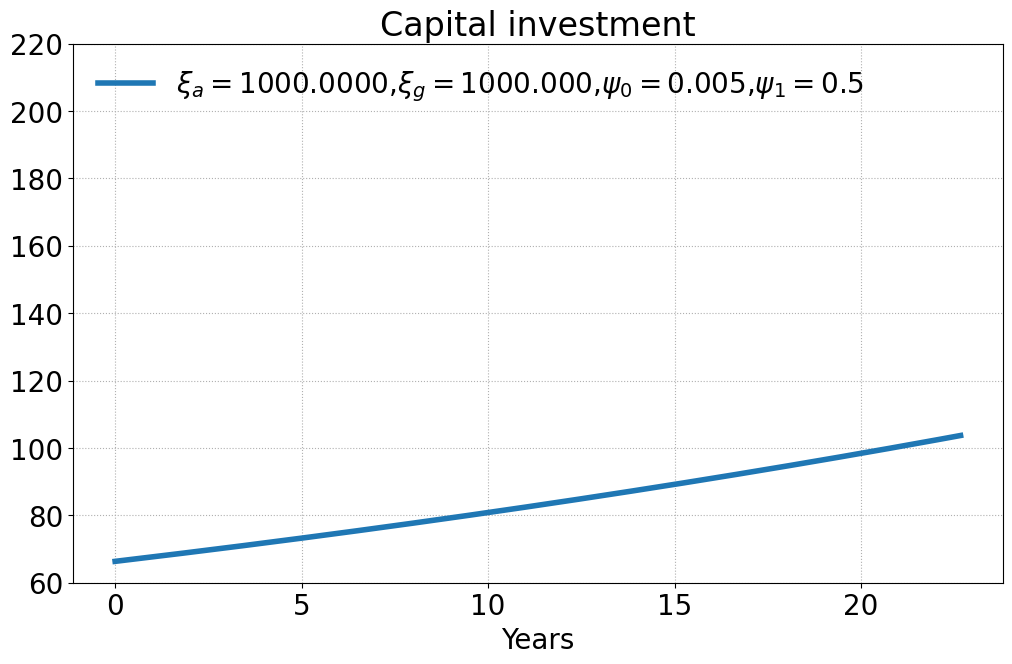 Capital investment
220
200
180
160
140
120
100
80
60
ξₐ = 1000.0000,ξ_g = 1000.000,ψ₀ = 0.005,ψ₁ = 0.5
0 5 10 15 20
Years